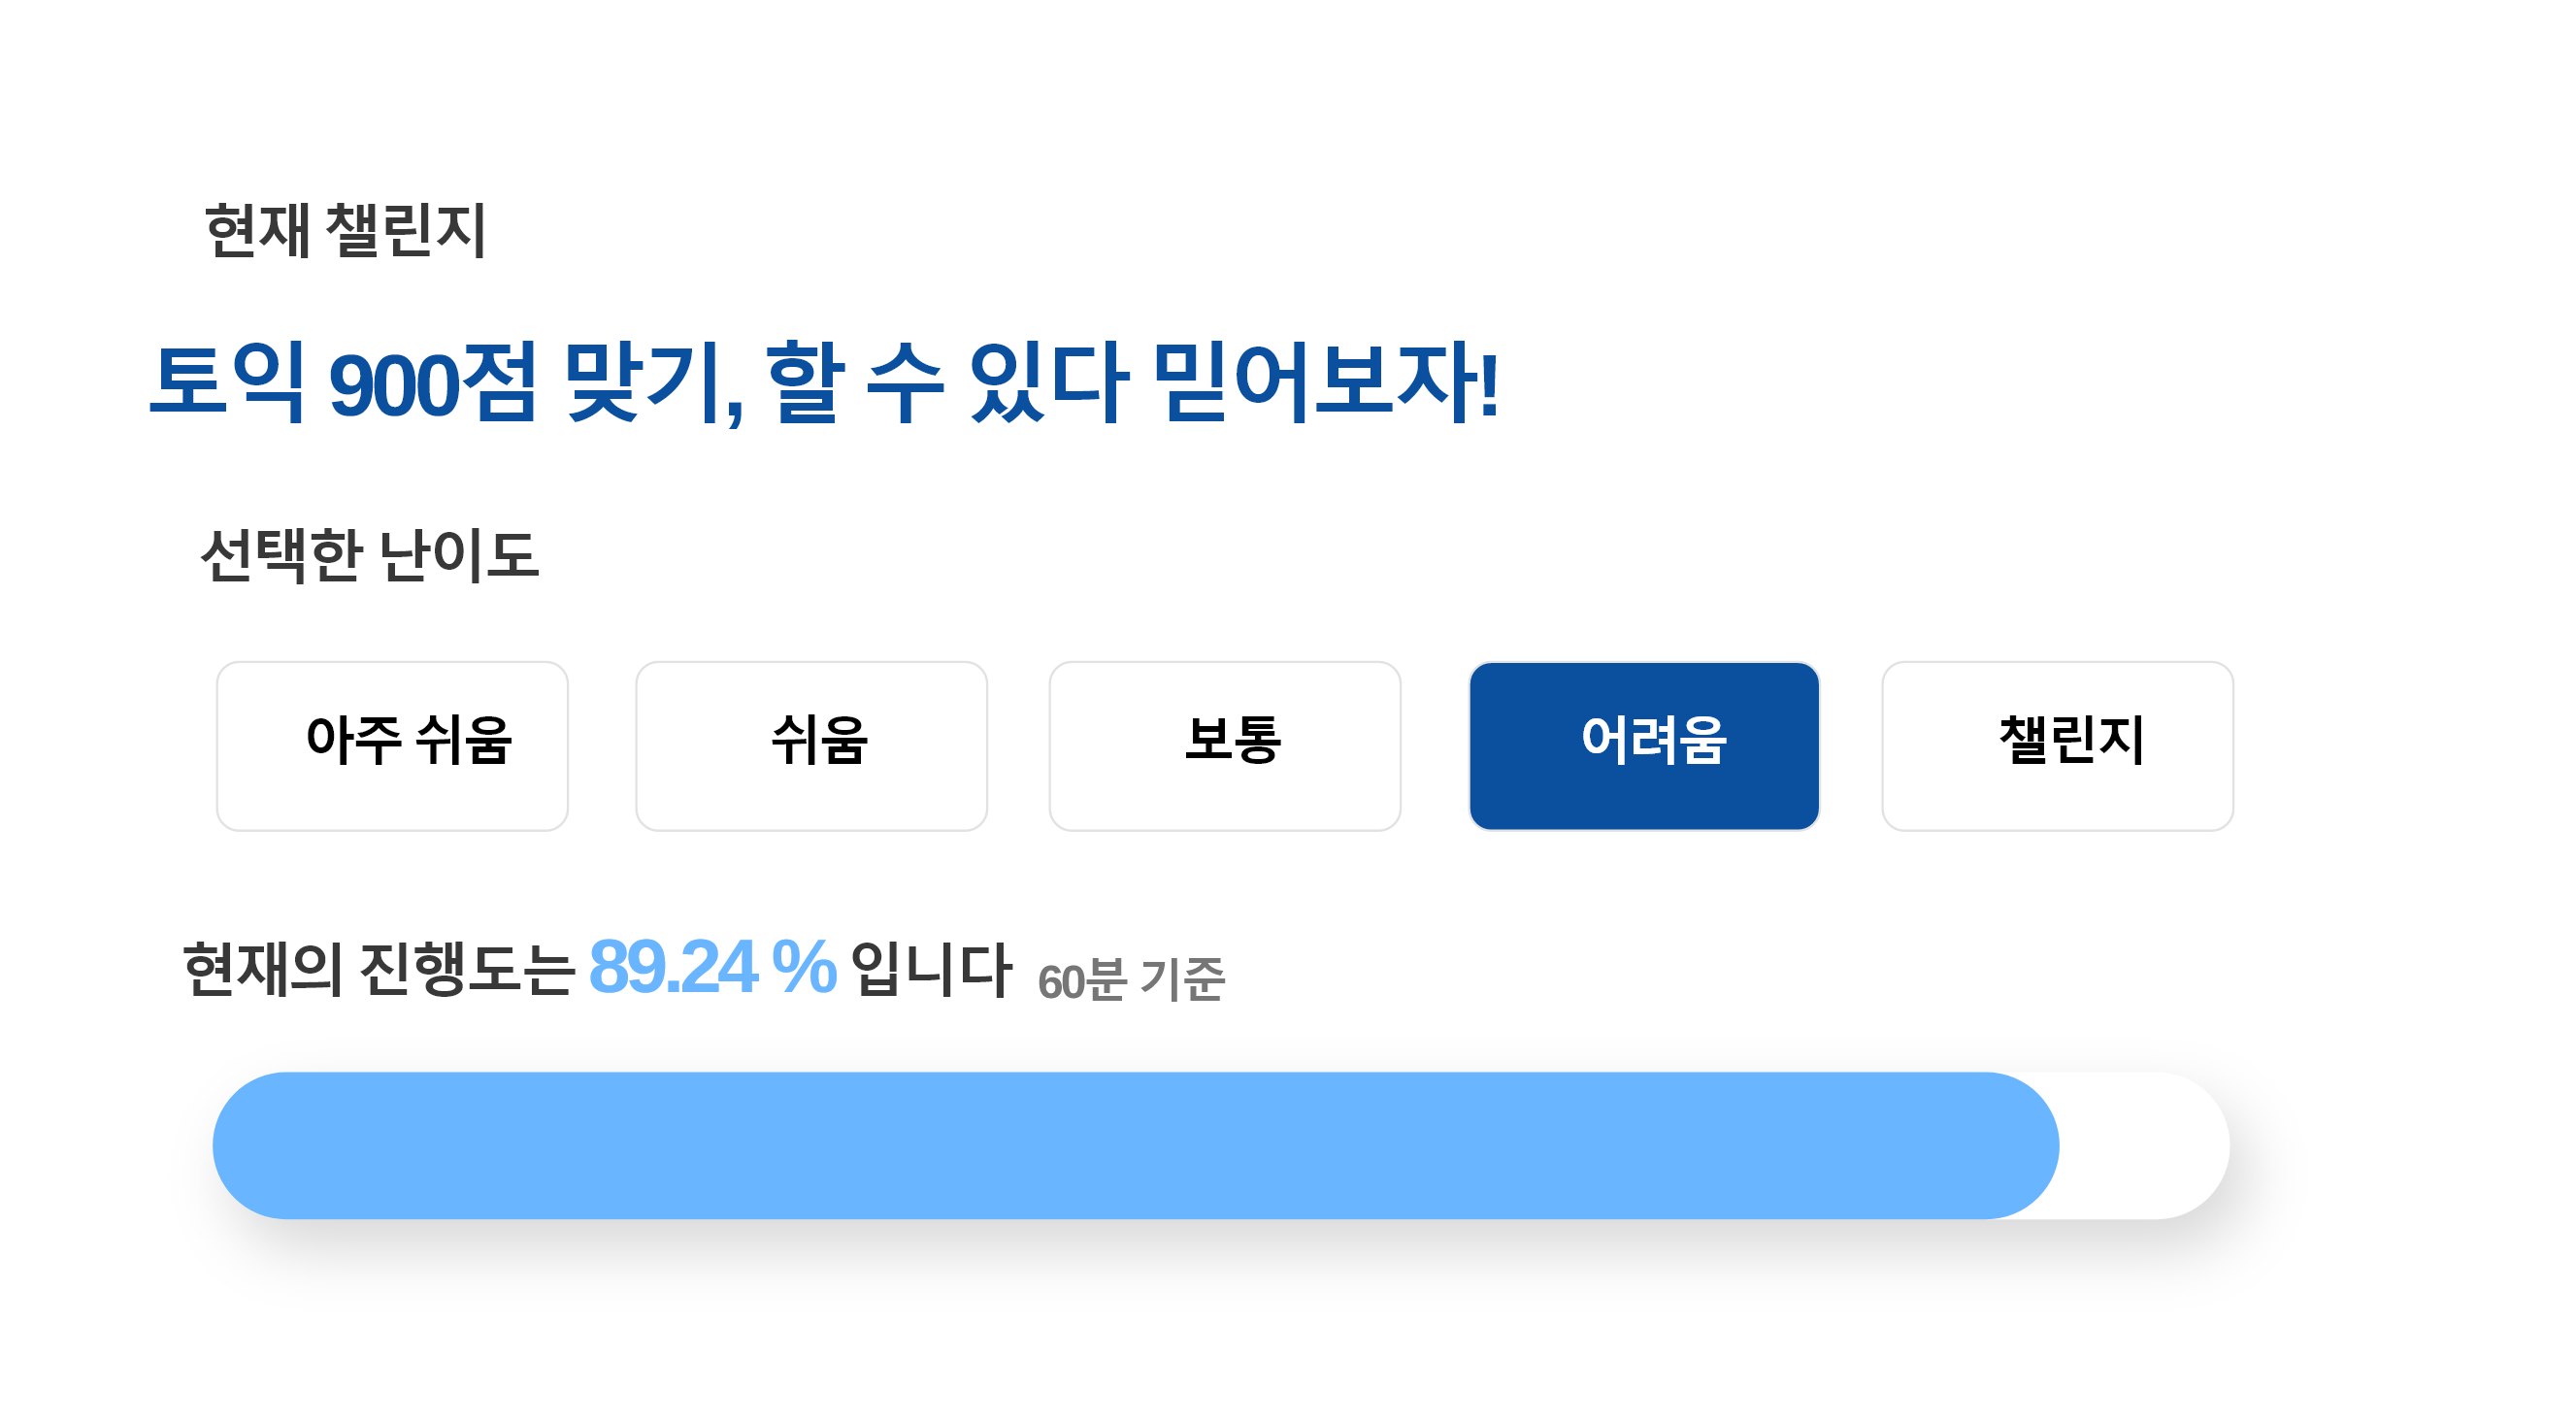 현재 챌린지
토익 900점 맞기, 할 수 있다 믿어보자!
선택한 난이도
아주 쉬움 쉬움 보통 어려움 챌린지
현재의 진행도는 89.24 % 입니다 60분 기준